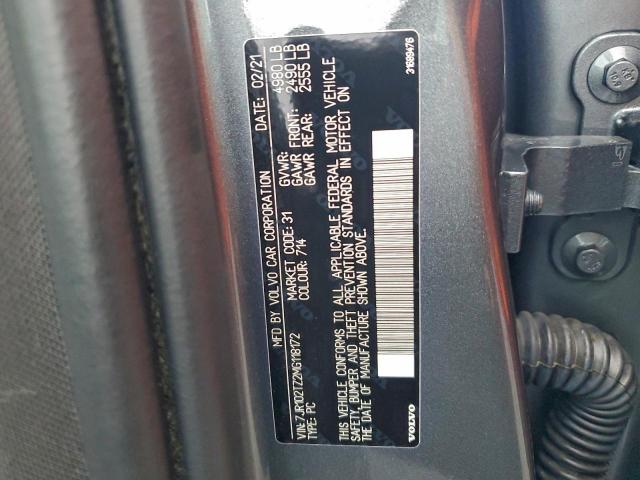 MFD BY VOLVO CAR CORPORATION DATE: 02/21
GVWR: 4980 LB
MARKET CODE: 31 GAWR FRONT: 2490 LB
COLOUR: 714 GAWR REAR: 2555 LB
VIN: 7JR102TZ2MG118172
TYPE: PC
THIS VEHICLE CONFORMS TO ALL APPLICABLE FEDERAL MOTOR VEHICLE
SAFETY, BUMPER AND THEFT PREVENTION STANDARDS IN EFFECT ON
THE DATE OF MANUFACTURE SHOWN ABOVE.
VOLVO
31689476